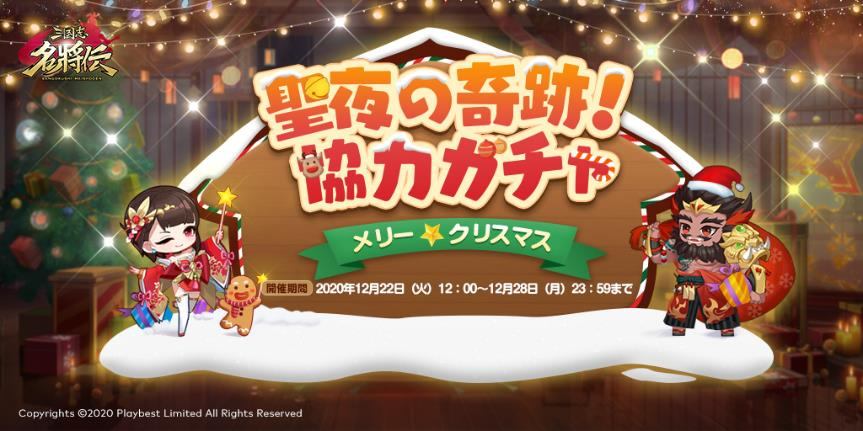 三国志
名将伝
SANGOKUSHI MEISHODEN
聖夜の奇跡!
協力ガチャ
メリー クリスマス
開催期間 2020年12月22日（火）12：00～12月28日（月）23：59まで
Copyrights ©2020 Playbest Limited All Rights Reserved